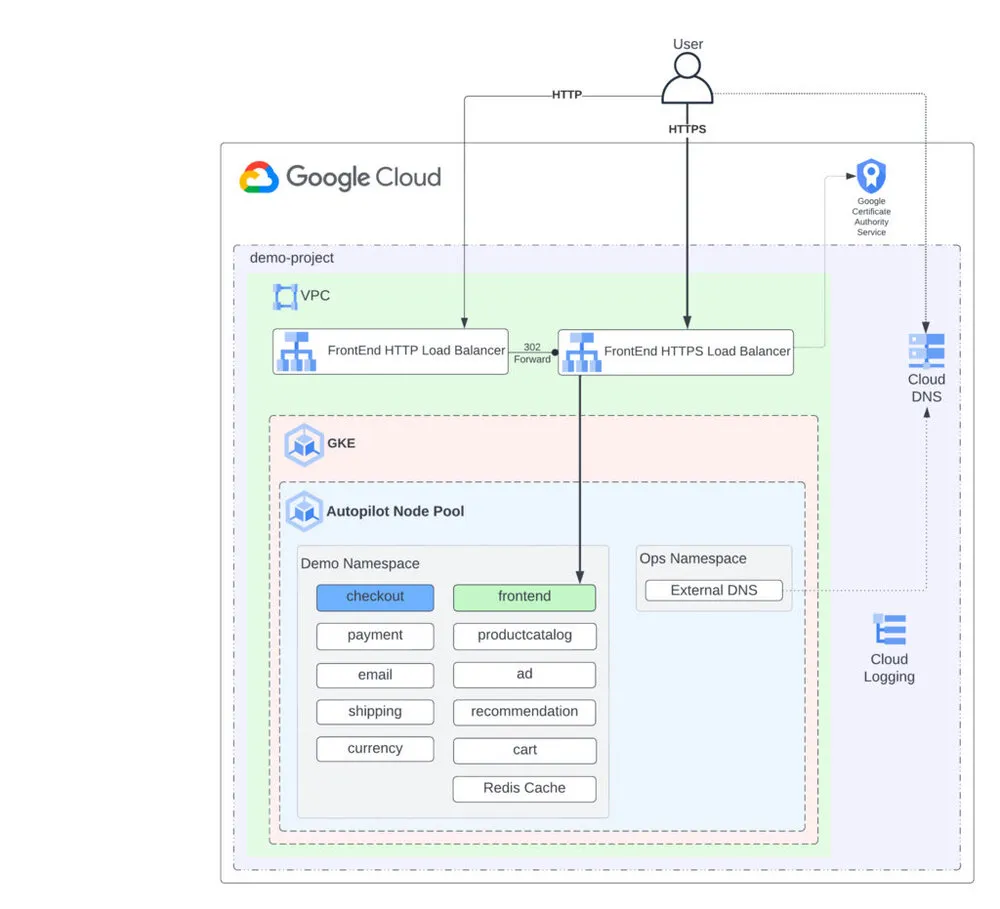 User
HTTP
HTTPS
Google Cloud
Google
Certificate
Authority
Service
demo-project
VPC
FrontEnd HTTP Load Balancer
302
Forward
FrontEnd HTTPS Load Balancer
Cloud
DNS
GKE
Autopilot Node Pool
Demo Namespace
checkout
frontend
payment
productcatalog
email
ad
shipping
recommendation
currency
cart
Redis Cache
Ops Namespace
External DNS
Cloud
Logging